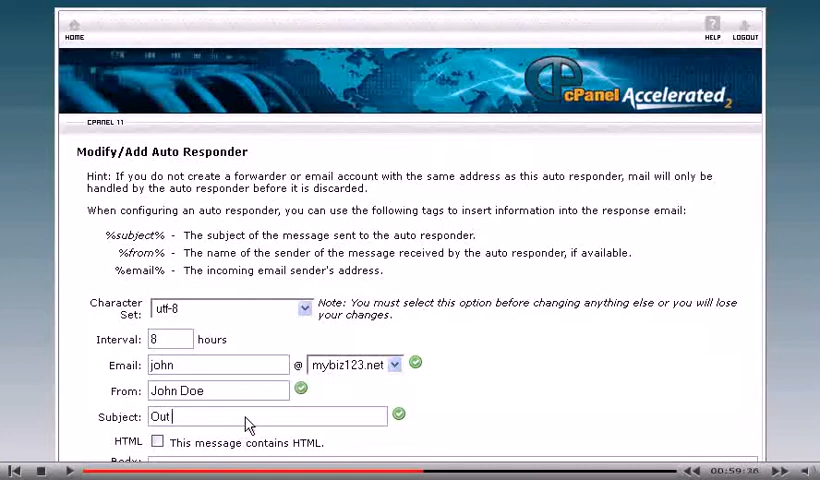 HOME
HELP
LOGOUT
cPanel Accelerated2
CPANEL 11
Modify/Add Auto Responder
Hint: If you do not create a forwarder or email account with the same address as this auto responder, mail will only be
handled by the auto responder before it is discarded.
When configuring an auto responder, you can use the following tags to insert information into the response email:
%subject% - The subject of the message sent to the auto responder.
%from% - The name of the sender of the message received by the auto responder, if available.
%email% - The incoming email sender's address.
Character Set: utf-8 Note: You must select this option before changing anything else or you will lose
your changes.
Interval: 8 hours
Email: john @ mybiz123.net
From: John Doe
Subject: Out
HTML This message contains HTML.
Body: